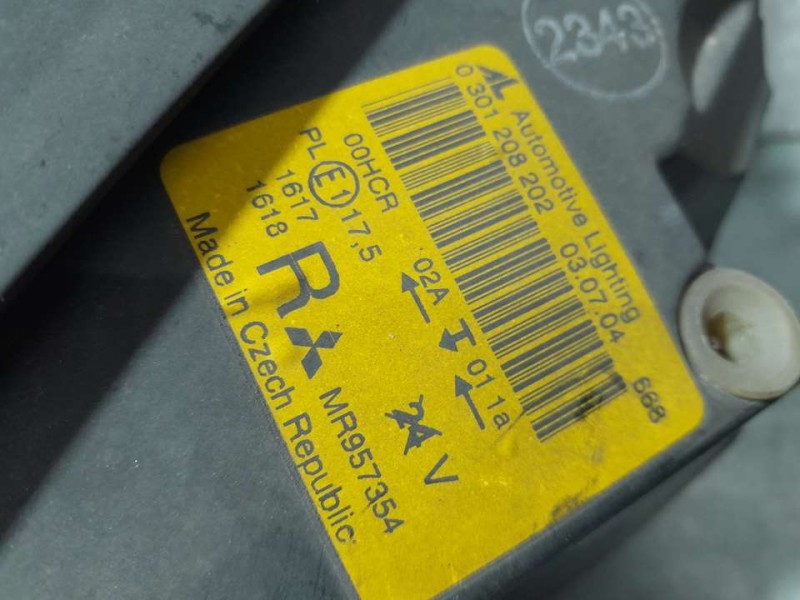 2343
AL Automotive Lighting
0 301 208 202 03.07.04 668
00HCR 02A 01 1a
PL E1 17,5
1617
1618
R MR957354
24 V
Made in Czech Republic